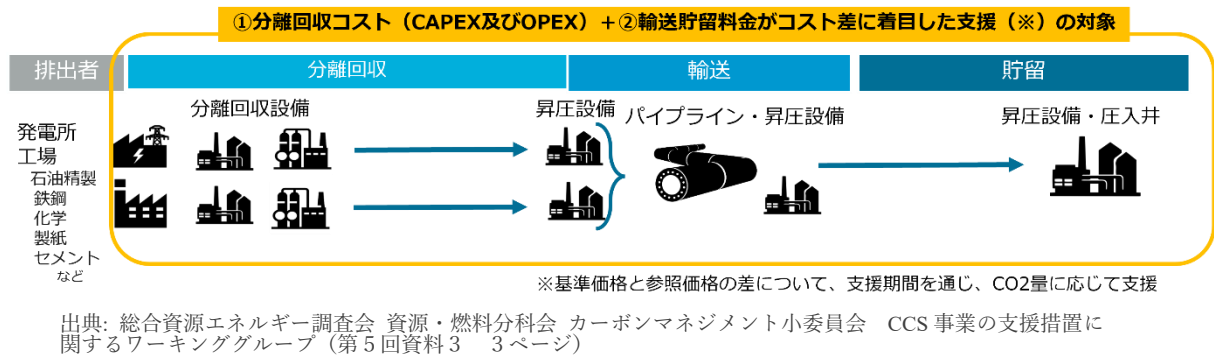 ①分離回収コスト（CAPEX及びOPEX）＋②輸送貯留料金がコスト差に着目した支援（※）の対象
排出者
分離回収
輸送
貯留
分離回収設備
昇圧設備
パイプライン・昇圧設備
昇圧設備・圧入井
発電所
工場
石油精製
鉄鋼
化学
製紙
セメント
など
※基準価格と参照価格の差について、支援期間を通じ、CO2量に応じて支援
出典: 総合資源エネルギー調査会 資源・燃料分科会 カーボンマネジメント小委員会　CCS 事業の支援措置に
関するワーキンググループ（第５回資料３　３ページ）